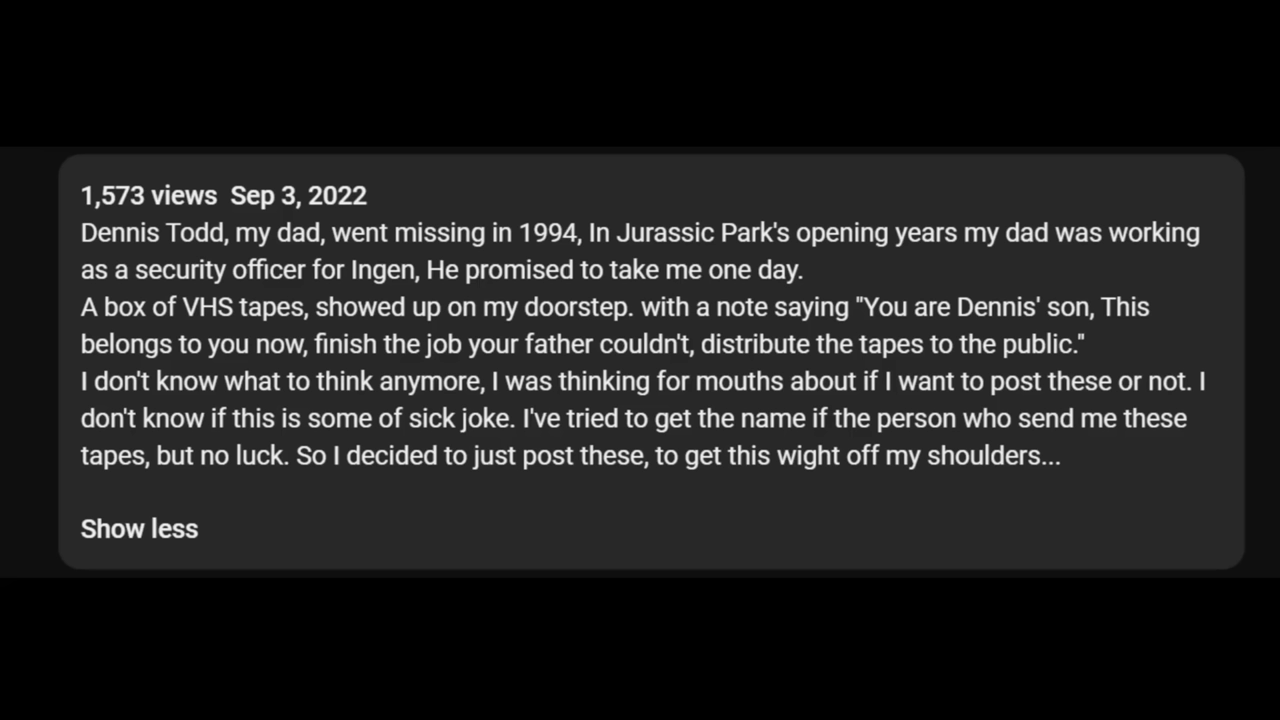 1,573 views  Sep 3, 2022
Dennis Todd, my dad, went missing in 1994, In Jurassic Park's opening years my dad was working
as a security officer for Ingen, He promised to take me one day.
A box of VHS tapes, showed up on my doorstep. with a note saying "You are Dennis' son, This
belongs to you now, finish the job your father couldn't, distribute the tapes to the public."
I don't know what to think anymore, I was thinking for mouths about if I want to post these or not. I
don't know if this is some of sick joke. I've tried to get the name if the person who send me these
tapes, but no luck. So I decided to just post these, to get this wight off my shoulders...
Show less